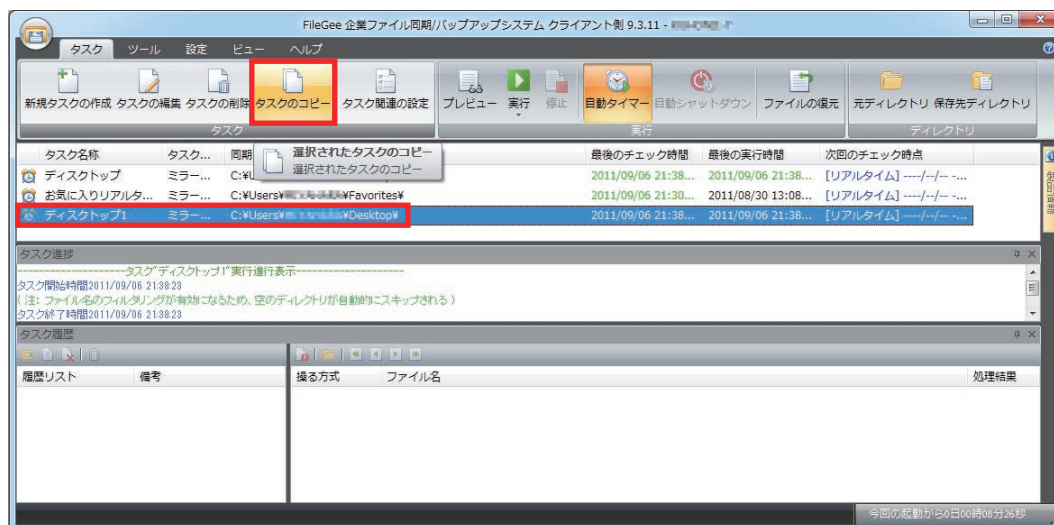 FileGee 企業ファイル同期/バップアップシステム クライアント側 9.3.11 -
タスク ツール 設定 ビュー ヘルプ
新規タスクの作成 タスクの編集 タスクの削除 タスクのコピー タスク関連の設定 プレビュー 実行 停止 自動タイマー 自動シャットダウン ファイルの復元 元ディレクトリ 保存先ディレクトリ
タスク 実行 ディレクトリ
選択されたタスクのコピー
選択されたタスクのコピー
タスク名称 タスク... 同期 最後のチェック時間 最後の実行時間 次回のチェック時点
ディスクトップ ミラー... C:¥U 2011/09/06 21:38... 2011/09/06 21:38... [リアルタイム] ----/--/-- -...
お気に入りリアルタ... ミラー... C:¥Users¥ ¥Favorites¥ 2011/09/06 21:30... 2011/08/30 13:08... [リアルタイム] ----/--/-- -...
ディスクトップ1 ミラー... C:¥Users¥ ¥Desktop¥ 2011/09/06 21:38... 2011/09/06 21:38... [リアルタイム] ----/--/-- -...
タスク進捗
--------------------タスク"ディスクトップ1"実行進行表示--------------------
タスク開始時間2011/09/06 21:38:23
(注: ファイル名のフィルタリングが有効になるため、空のディレクトリが自動的にスキップされる)
タスク終了時間2011/09/06 21:38:23
タスク履歴
履歴リスト 備考 操る方式 ファイル名 処理結果
今回の起動から0日00時08分26秒